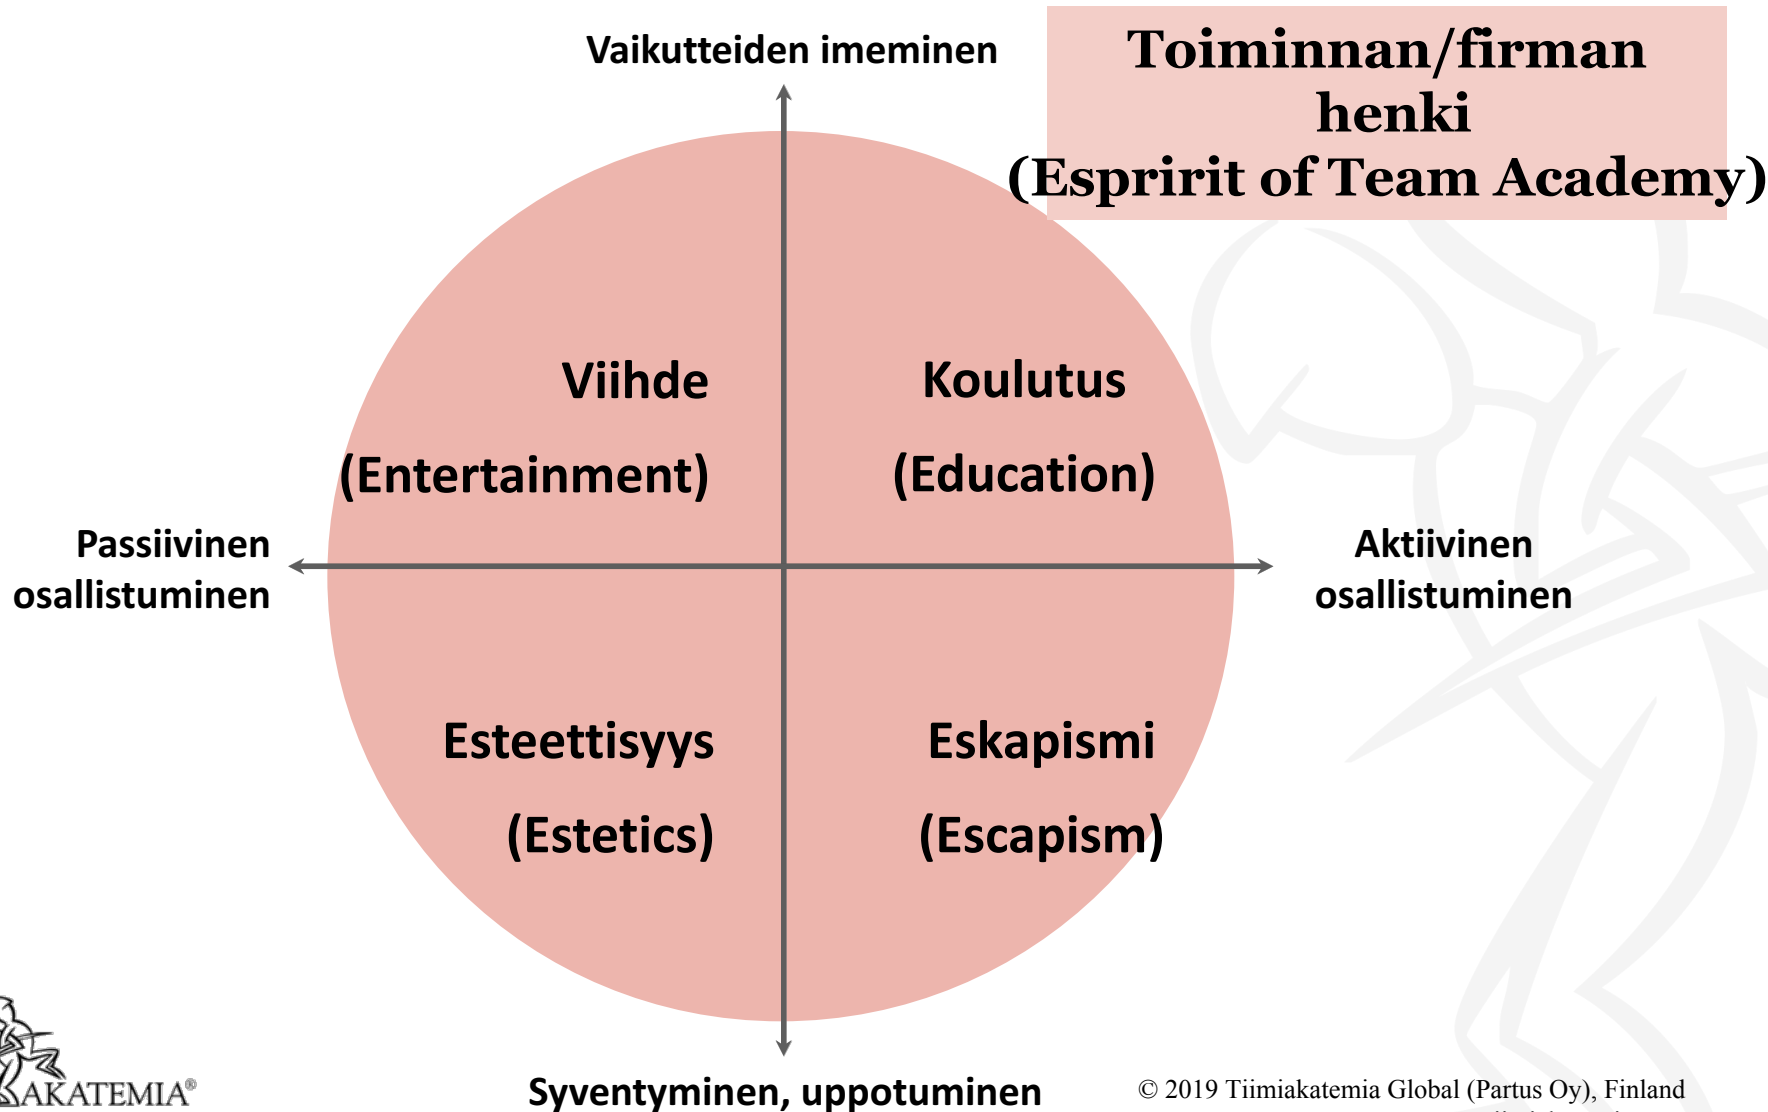 Vaikutteiden imeminen
Toiminnan/firman
henki
(Espririt of Team Academy)
Viihde
(Entertainment)
Koulutus
(Education)
Passiivinen
osallistuminen
Aktiivinen
osallistuminen
Esteettisyys
(Estetics)
Eskapismi
(Escapism)
Syventyminen, uppotuminen
AKATEMIA®
© 2019 Tiimiakatemia Global (Partus Oy), Finland